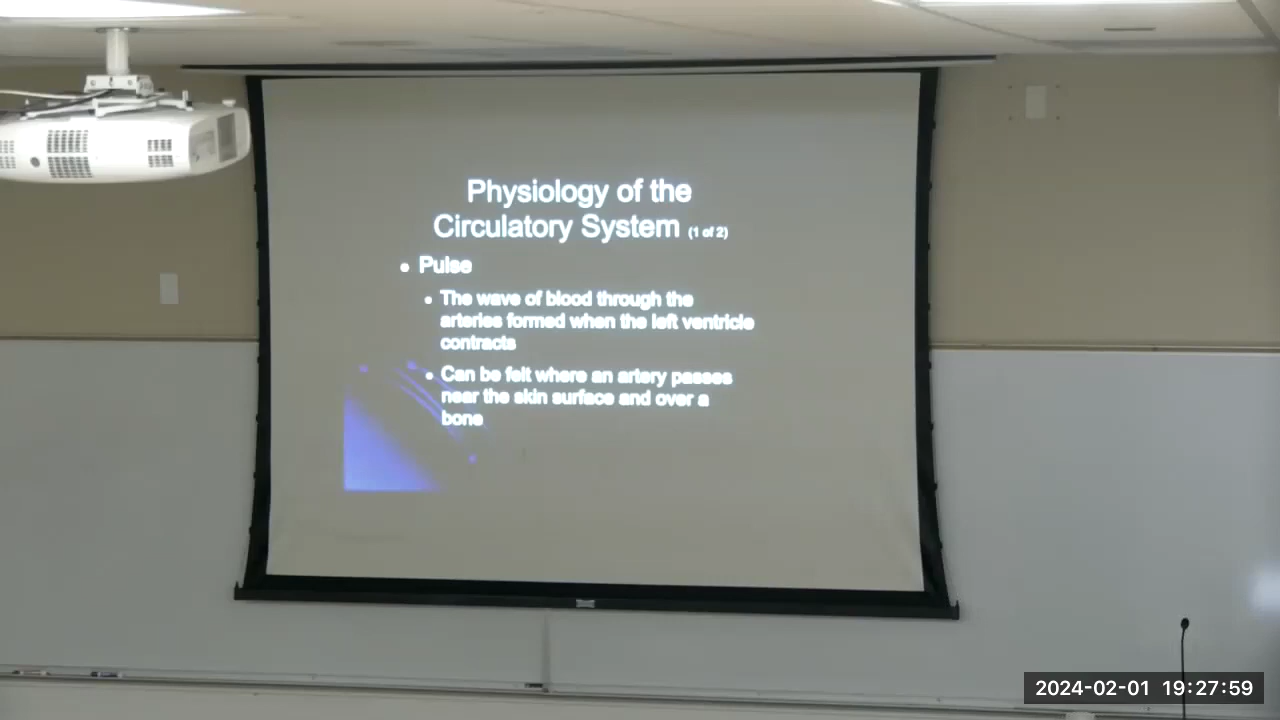 Physiology of the
Circulatory System (1 of 2)
• Pulse
• The wave of blood through the
arteries formed when the left ventricle
contracts
• Can be felt where an artery passes
near the skin surface and over a
bone
2024-02-01 19:27:59